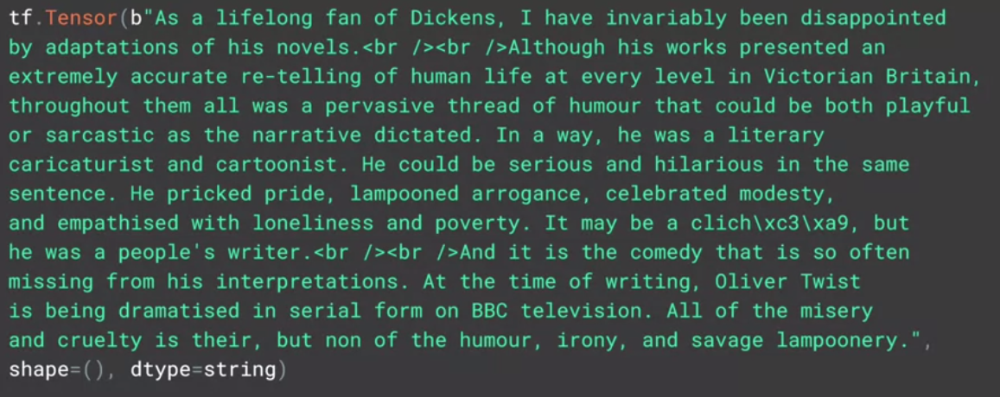 tf.Tensor(b"As a lifelong fan of Dickens, I have invariably been disappointed
by adaptations of his novels.<br /><br />Although his works presented an
extremely accurate re-telling of human life at every level in Victorian Britain,
throughout them all was a pervasive thread of humour that could be both playful
or sarcastic as the narrative dictated. In a way, he was a literary
caricaturist and cartoonist. He could be serious and hilarious in the same
sentence. He pricked pride, lampooned arrogance, celebrated modesty,
and empathised with loneliness and poverty. It may be a clich\xc3\xa9, but
he was a people's writer.<br /><br />And it is the comedy that is so often
missing from his interpretations. At the time of writing, Oliver Twist
is being dramatised in serial form on BBC television. All of the misery
and cruelty is their, but non of the humour, irony, and savage lampoonery.",
shape=(), dtype=string)